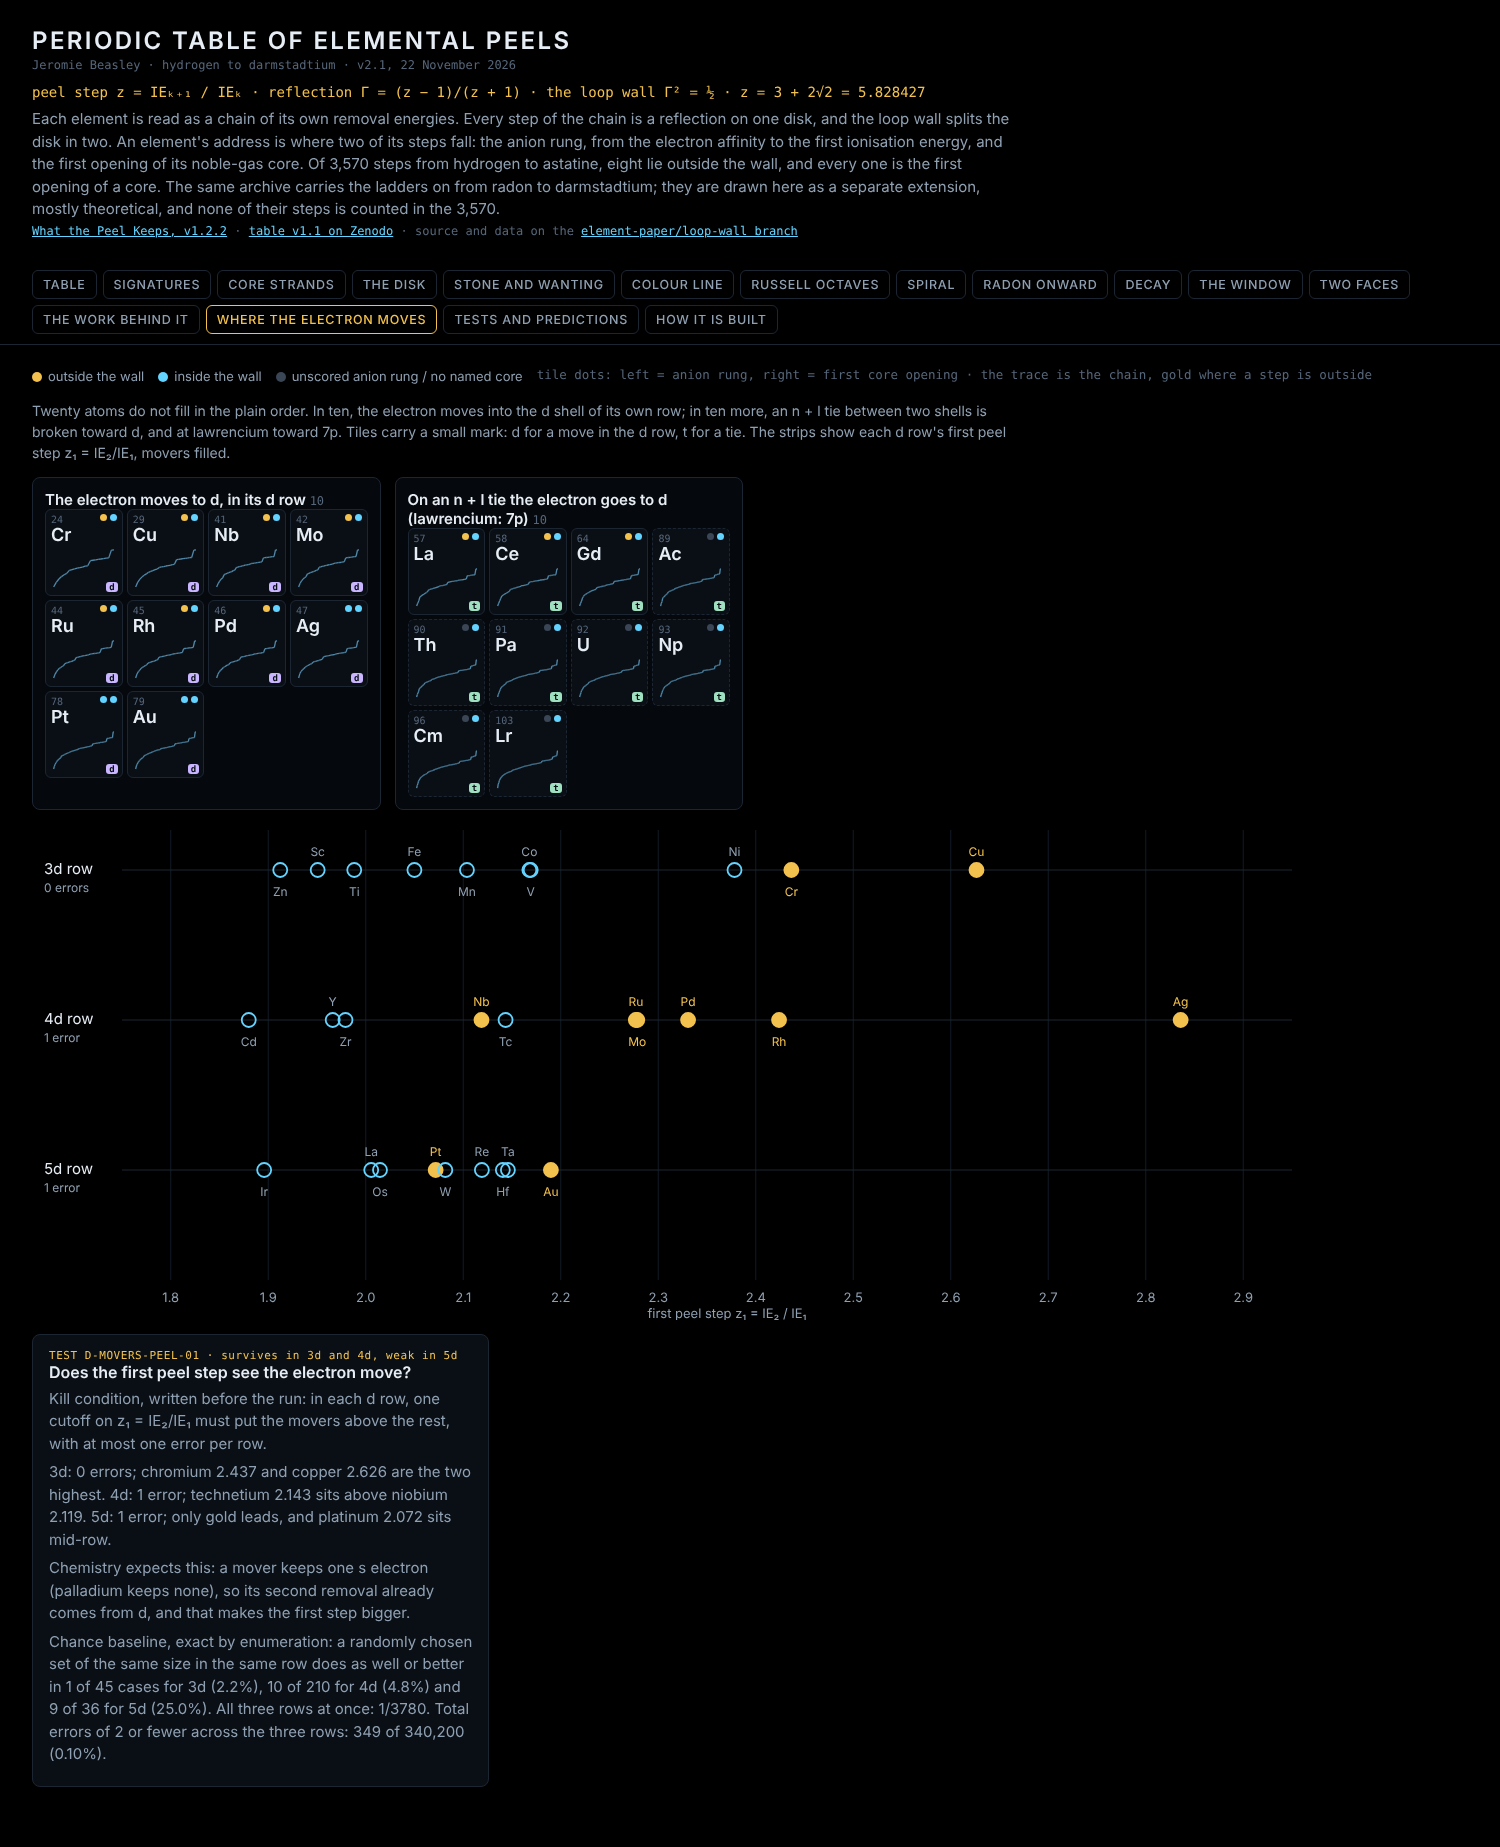 PERIODIC TABLE OF ELEMENTAL PEELS
Jeromie Beasley · hydrogen to darmstadtium · v2.1, 22 November 2026
peel step z = IEₖ₊₁ / IEₖ · reflection Γ = (z − 1)/(z + 1) · the loop wall Γ² = ½ · z = 3 + 2√2 = 5.828427
Each element is read as a chain of its own removal energies. Every step of the chain is a reflection on one disk, and the loop wall splits the
disk in two. An element's address is where two of its steps fall: the anion rung, from the electron affinity to the first ionisation energy, and
the first opening of its noble-gas core. Of 3,570 steps from hydrogen to astatine, eight lie outside the wall, and every one is the first
opening of a core. The same archive carries the ladders on from radon to darmstadtium; they are drawn here as a separate extension,
mostly theoretical, and none of their steps is counted in the 3,570.
What the Peel Keeps, v1.2.2 · table v1.1 on Zenodo · source and data on the element-paper/loop-wall branch
TABLE SIGNATURES CORE STRANDS THE DISK STONE AND WANTING COLOUR LINE RUSSELL OCTAVES SPIRAL RADON ONWARD DECAY THE WINDOW TWO FACES
THE WORK BEHIND IT WHERE THE ELECTRON MOVES TESTS AND PREDICTIONS HOW IT IS BUILT
outside the wall inside the wall unscored anion rung / no named core tile dots: left = anion rung, right = first core opening · the trace is the chain, gold where a step is outside
Twenty atoms do not fill in the plain order. In ten, the electron moves into the d shell of its own row; in ten more, an n + l tie between two shells is
broken toward d, and at lawrencium toward 7p. Tiles carry a small mark: d for a move in the d row, t for a tie. The strips show each d row's first peel
step z₁ = IE₂/IE₁, movers filled.
The electron moves to d, in its d row 10
24 29 41 42
Cr Cu Nb Mo
d d d d
44 45 46 47
Ru Rh Pd Ag
d d d d
78 79
Pt Au
d d
On an n + l tie the electron goes to d
(lawrencium: 7p) 10
57 58 64 89
La Ce Gd Ac
t t t t
90 91 92 93
Th Pa U Np
t t t t
96 103
Cm Lr
t t
Sc Fe Co Ni Cu
3d row
0 errors
Zn Ti Mn V Cr
Y Nb Ru Pd Ag
4d row
1 error
Cd Zr Tc Mo Rh
La Pt Re Ta
5d row
1 error
Ir Os W Hf Au
1.8 1.9 2.0 2.1 2.2 2.3 2.4 2.5 2.6 2.7 2.8 2.9
first peel step z₁ = IE₂ / IE₁
TEST D-MOVERS-PEEL-01 · survives in 3d and 4d, weak in 5d
Does the first peel step see the electron move?
Kill condition, written before the run: in each d row, one
cutoff on z₁ = IE₂/IE₁ must put the movers above the rest,
with at most one error per row.
3d: 0 errors; chromium 2.437 and copper 2.626 are the two
highest. 4d: 1 error; technetium 2.143 sits above niobium
2.119. 5d: 1 error; only gold leads, and platinum 2.072 sits
mid-row.
Chemistry expects this: a mover keeps one s electron
(palladium keeps none), so its second removal already
comes from d, and that makes the first step bigger.
Chance baseline, exact by enumeration: a randomly chosen
set of the same size in the same row does as well or better
in 1 of 45 cases for 3d (2.2%), 10 of 210 for 4d (4.8%) and
9 of 36 for 5d (25.0%). All three rows at once: 1/3780. Total
errors of 2 or fewer across the three rows: 349 of 340,200
(0.10%).